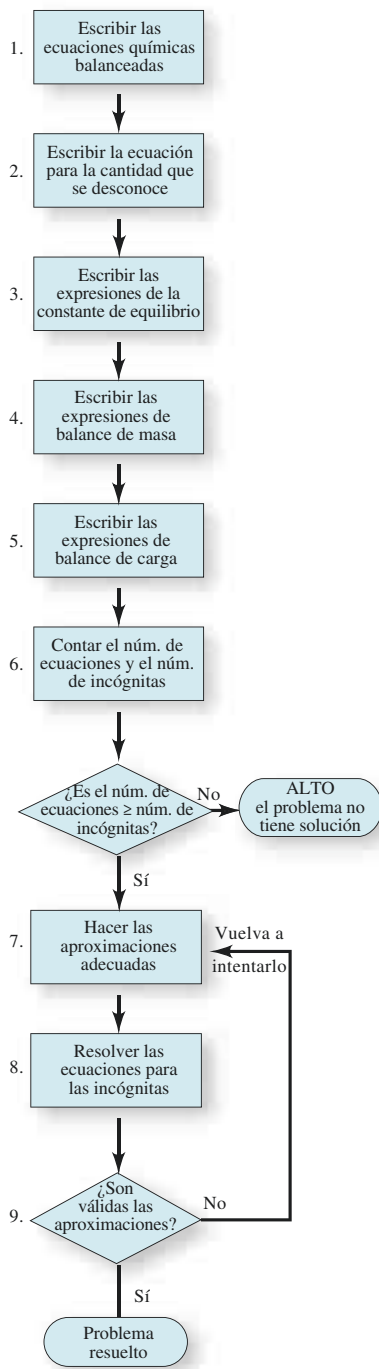 1.
Escribir las
ecuaciones químicas
balanceadas
2.
Escribir la ecuación
para la cantidad que
se desconoce
3.
Escribir las
expresiones de la
constante de equilibrio
4.
Escribir las
expresiones de
balance de masa
5.
Escribir las
expresiones de
balance de carga
6.
Contar el núm. de
ecuaciones y el núm.
de incógnitas
¿Es el núm. de
ecuaciones ≥ núm. de
incógnitas?
No
ALTO
el problema no
tiene solución
Sí
7.
Hacer las
aproximaciones
adecuadas
Vuelva a
intentarlo
8.
Resolver las
ecuaciones para
las incógnitas
9.
¿Son
válidas las
aproximaciones?
No
Sí
Problema
resuelto